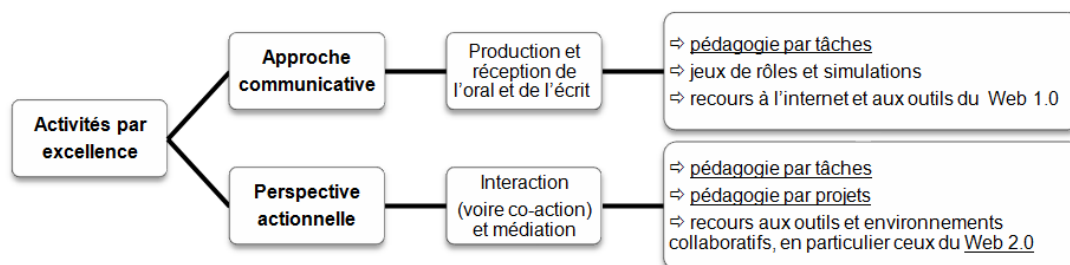 Activités par
excellence
Approche
communicative
Production et
réception de
l'oral et de l'écrit
⇨ pédagogie par tâches
⇨ jeux de rôles et simulations
⇨ recours à l'internet et aux outils du Web 1.0
Perspective
actionnelle
Interaction
(voire co-action)
et médiation
⇨ pédagogie par tâches
⇨ pédagogie par projets
⇨ recours aux outils et environnements
collaboratifs, en particulier ceux du Web 2.0